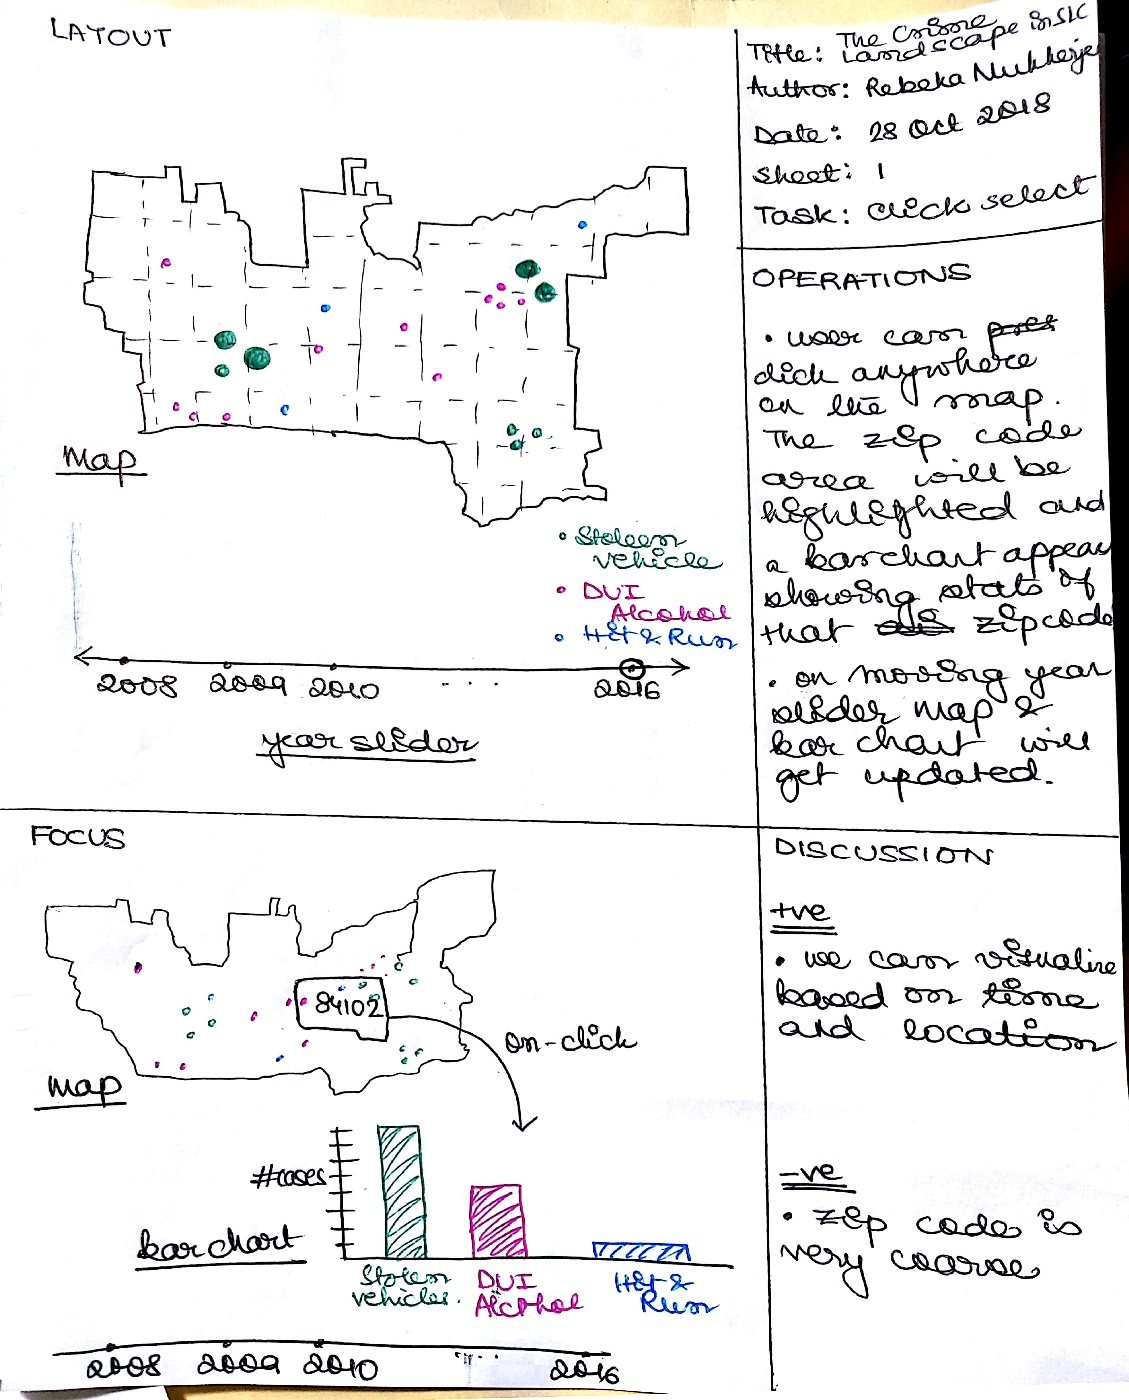 LAYOUT
Title: The Crime
Landscape in SLC
Author: Rebeka Mukherjee
Date: 28 Oct 2018
Sheet: 1
Task: Click select
Map
• Stolen
vehicle
• DUI
Alcohol
• Hit & Run
2008 2009 2010 .... 2016
year slider
OPERATIONS
• user can
click anywhere
on the map.
The zip code
area will be
highlighted and
a barchart appear
showing stats of
that zipcode
• on moving year
slider map &
bar chart will
get updated.
FOCUS
84102
on-click
Map
#cases
bar chart
Stolen
vehicles.
DUI
Alcohol
Hit &
Run
2008 2009 2010 .... 2016
DISCUSSION
+ve
• we can visualize
based on time
and location
-ve
• zip code is
very coarse